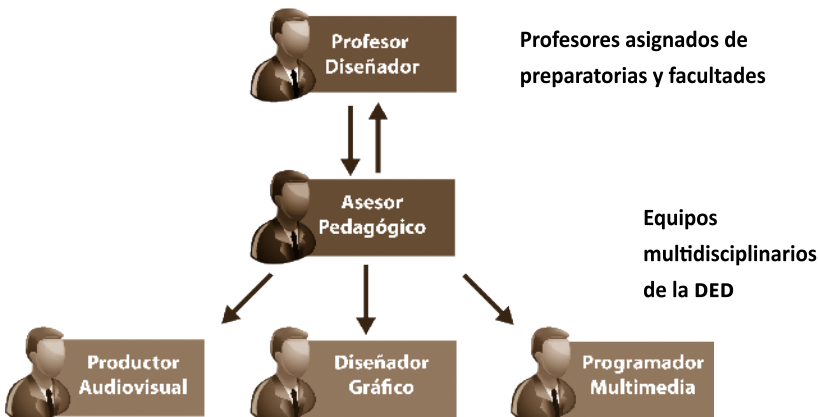 Profesor
Diseñador
Profesores asignados de
preparatorias y facultades
Asesor
Pedagógico
Equipos
multidisciplinarios
de la DED
Productor
Audiovisual
Diseñador
Gráfico
Programador
Multimedia